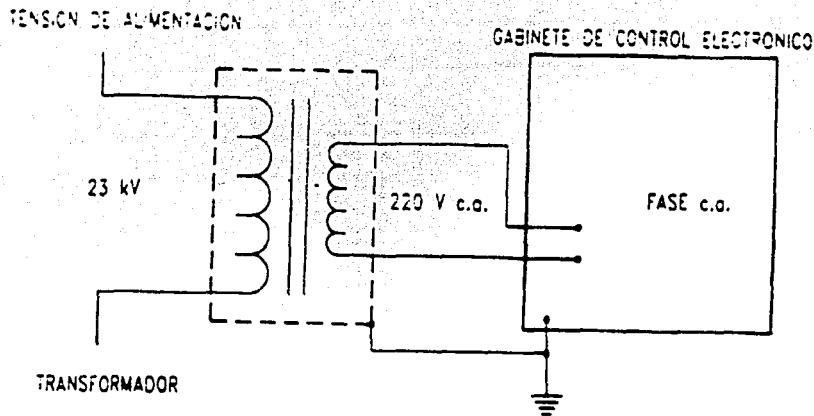 TENSION DE ALIMENTACION
GABINETE DE CONTROL ELECTRONICO
23 kV
220 V c.a.
FASE c.a.
TRANSFORMADOR